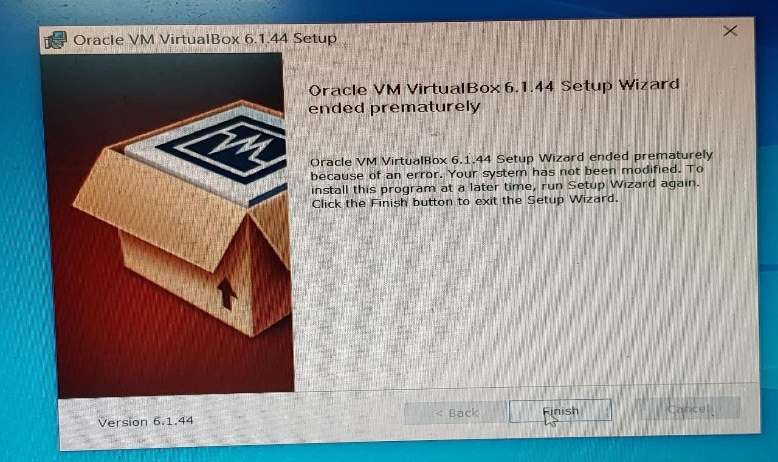 Oracle VM VirtualBox 6.1.44 Setup
Oracle VM VirtualBox 6.1.44 Setup Wizard
ended prematurely
Oracle VM VirtualBox 6.1.44 Setup Wizard ended prematurely
because of an error. Your system has not been modified. To
install this program at a later time, run Setup Wizard again.
Click the Finish button to exit the Setup Wizard.
Version 6.1.44
< Back
Finish
Cancel